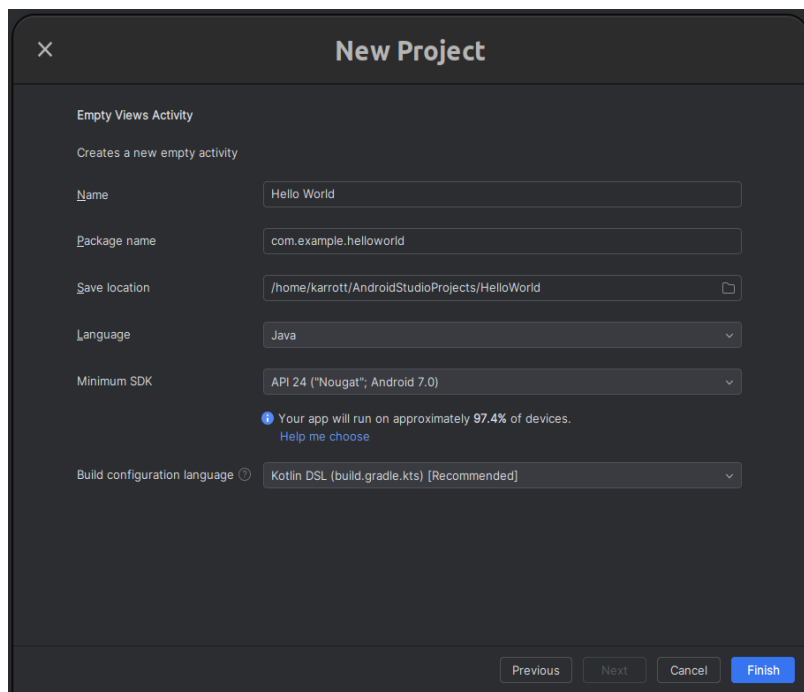 New Project
Empty Views Activity
Creates a new empty activity
Name Hello World
Package name com.example.helloworld
Save location /home/karrott/AndroidStudioProjects/HelloWorld
Language Java
Minimum SDK API 24 ("Nougat"; Android 7.0)
Your app will run on approximately 97.4% of devices.
Help me choose
Build configuration language Kotlin DSL (build.gradle.kts) [Recommended]
Previous Next Cancel Finish